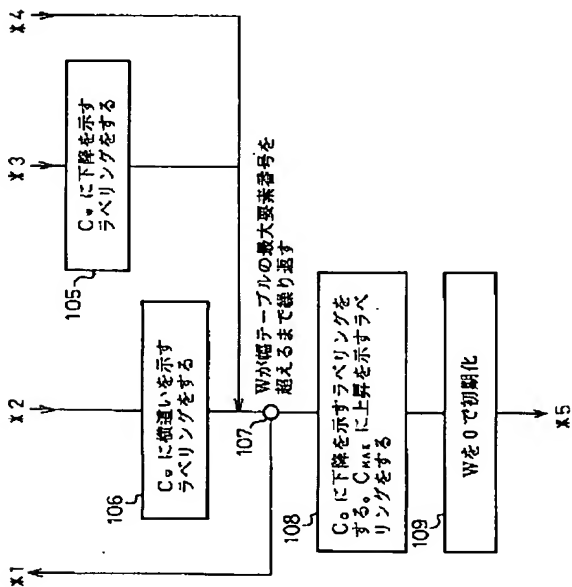 ※1
※2
※3
※4
105
Cwに下降を示す
ラベリングをする
106
Cwに横這いを示す
ラベリングをする
107
Wが幅テーブルの最大要素番号を
超えるまで繰り返す
108
C0に下降を示すラベリングを
する。CMAXに上昇を示すラベ
リングをする
109
Wを0で初期化
※5